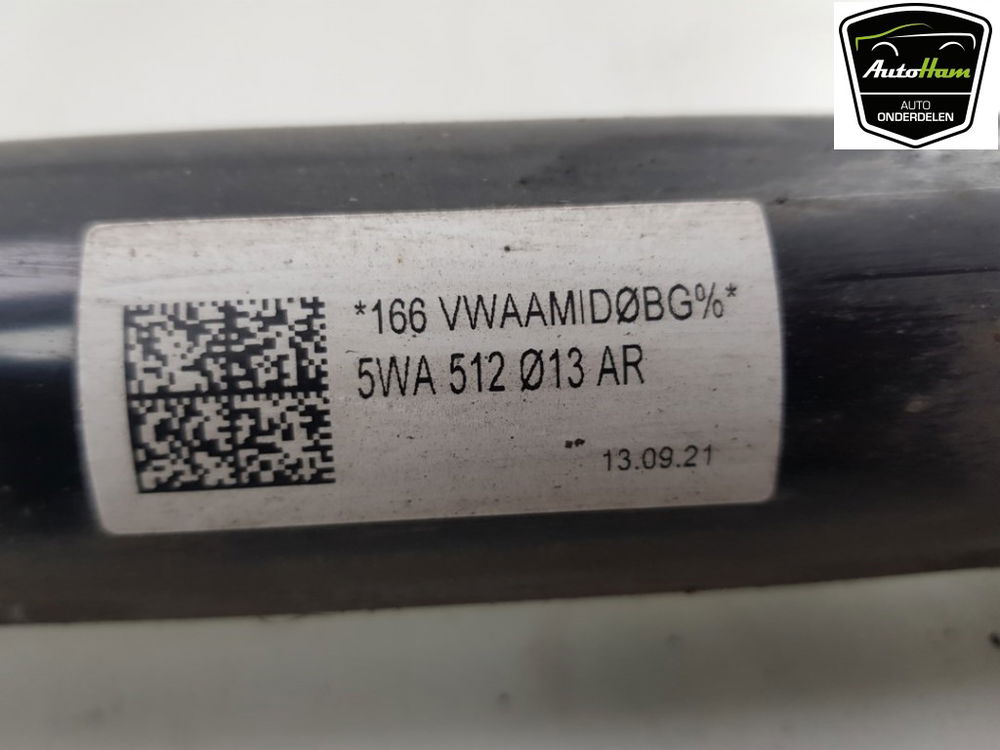 AutoHam
AUTO
ONDERDELEN
*166 VWAAMIDØBG%*
5WA 512 Ø13 AR
13.09.21